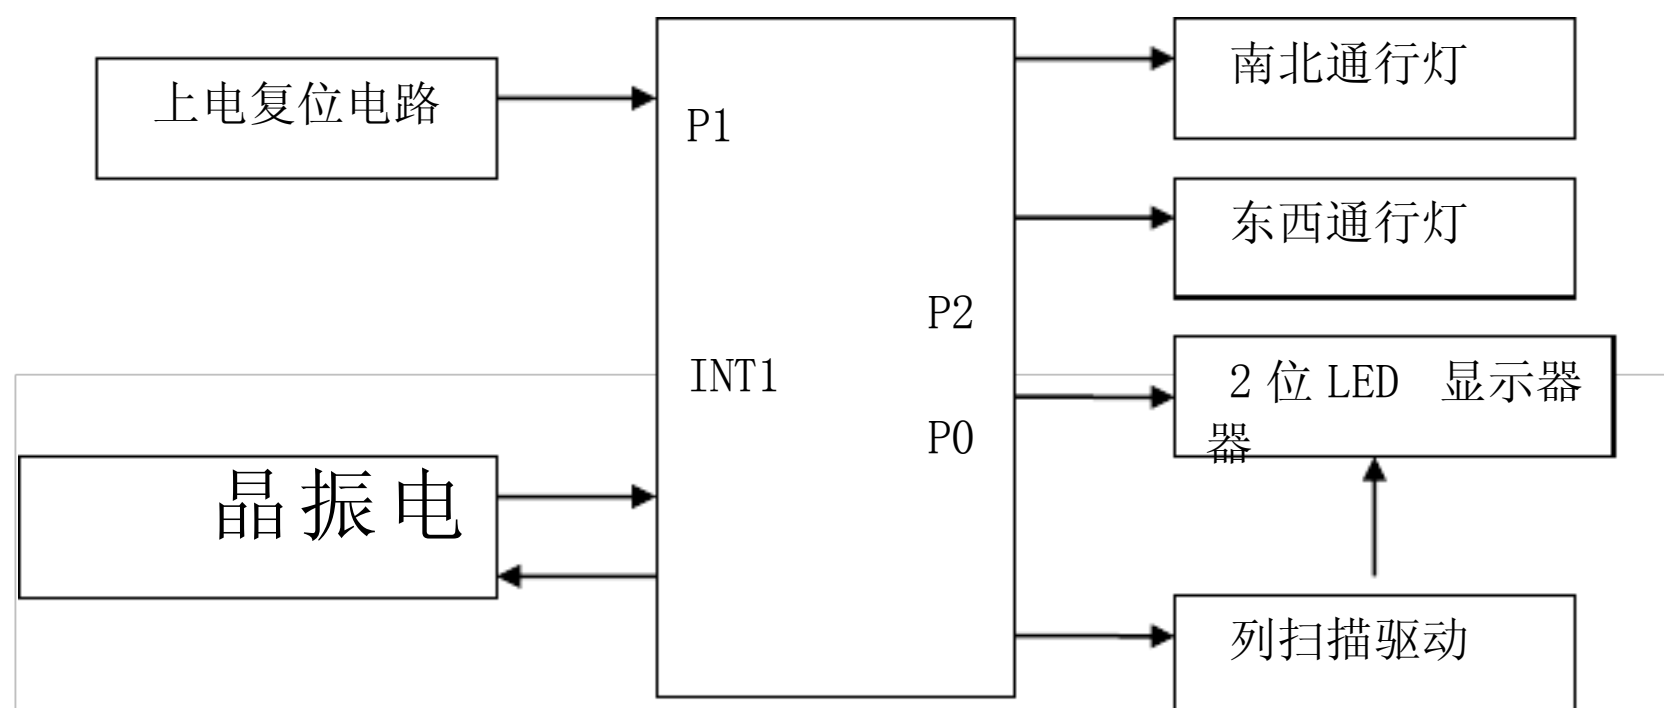 南北通行灯
上电复位电路
P1
东西通行灯
P2
INT1
2 位 LED 显示器
器
P0
晶振电
列扫描驱动